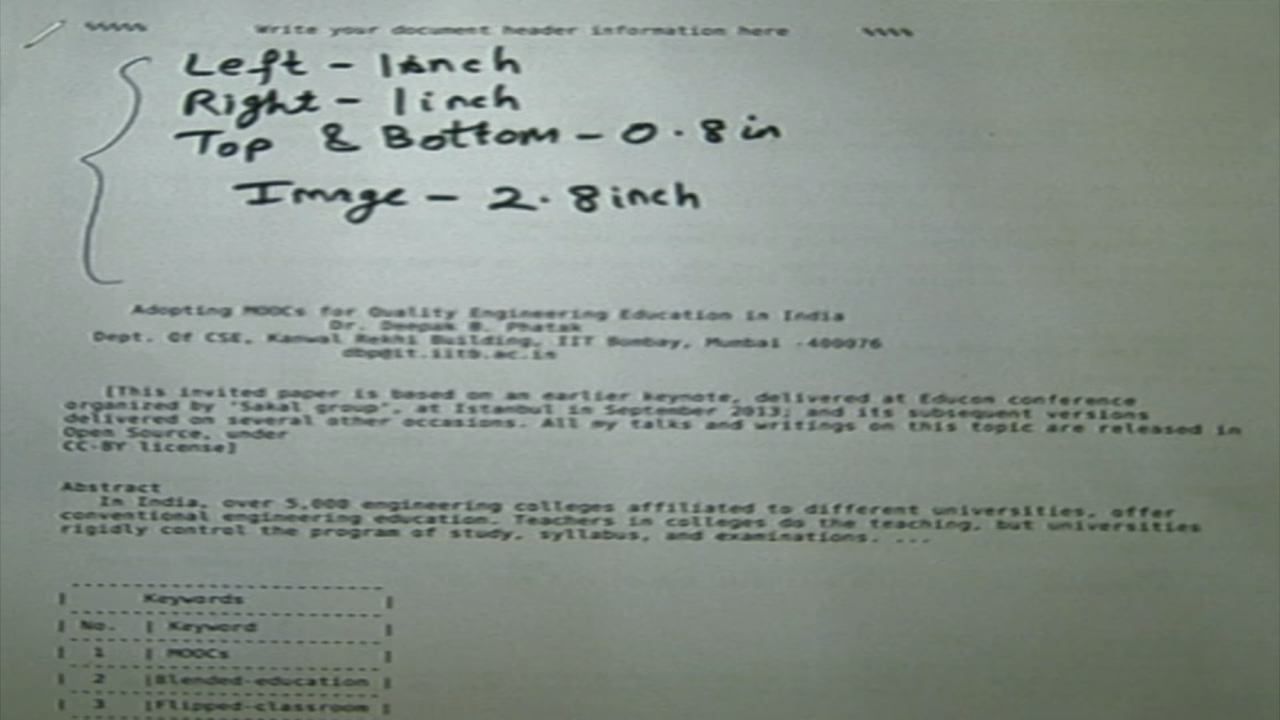 %%%%% Write your document header information here %%%%
Left - 1 inch
Right - 1 inch
Top & Bottom - 0.8 in
Image - 2.8 inch
Adopting MOOCs for Quality Engineering Education in India
Dr. Deepak B. Phatak
Dept. Of CSE, Kanwal Rekhi Building, IIT Bombay, Mumbai -400076
dbp@it.iitb.ac.in
[This invited paper is based on an earlier keynote, delivered at Educon conference
organized by "Sakal group", at Istanbul in September 2013; and its subsequent versions
delivered on several other occasions. All my talks and writings on this topic are released in
Open Source, under
CC-BY license]
Abstract
In India, over 5,000 engineering colleges affiliated to different universities, offer
conventional engineering education. Teachers in colleges do the teaching, but universities
rigidly control the program of study, syllabus, and examinations. ...
Keywords
No. | Keyword
1 | MOOCs
2 |Blended-education
3 |Flipped-classroom